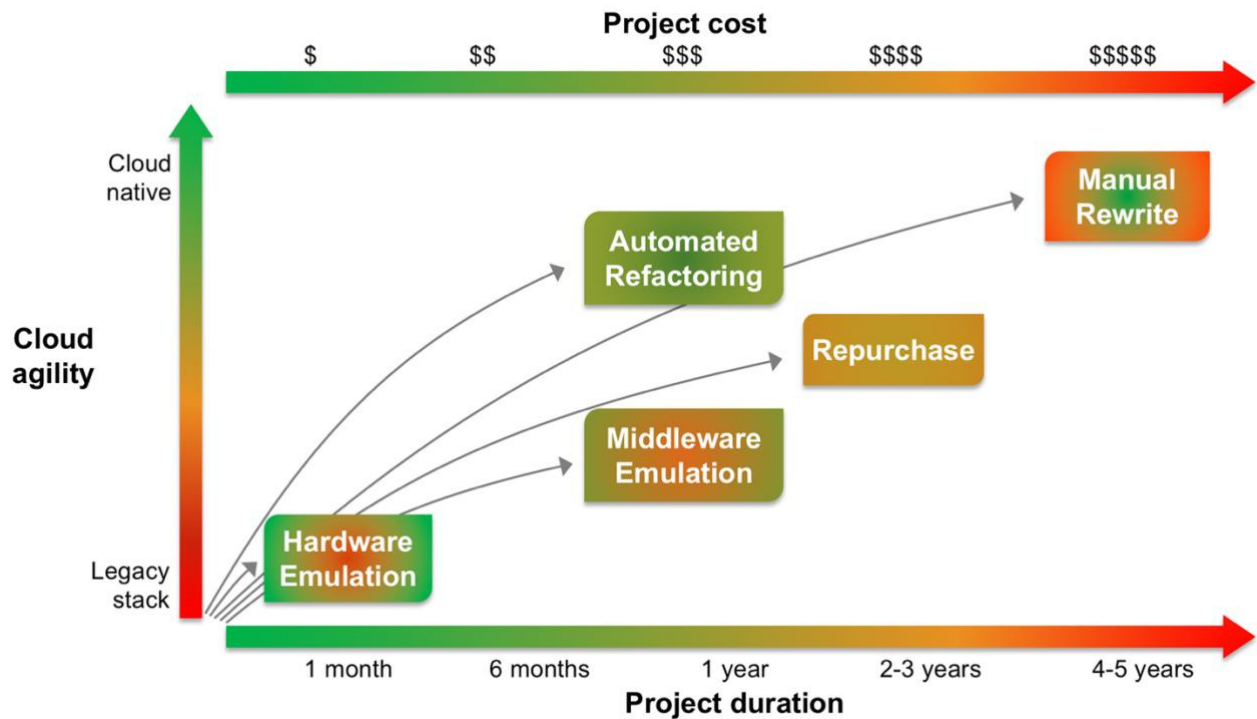 Project cost
$ $$ $$$ $$$$ $$$$$
Cloud
native
Manual
Rewrite
Automated
Refactoring
Repurchase
Cloud
agility
Middleware
Emulation
Hardware
Emulation
Legacy
stack
1 month 6 months 1 year 2-3 years 4-5 years
Project duration